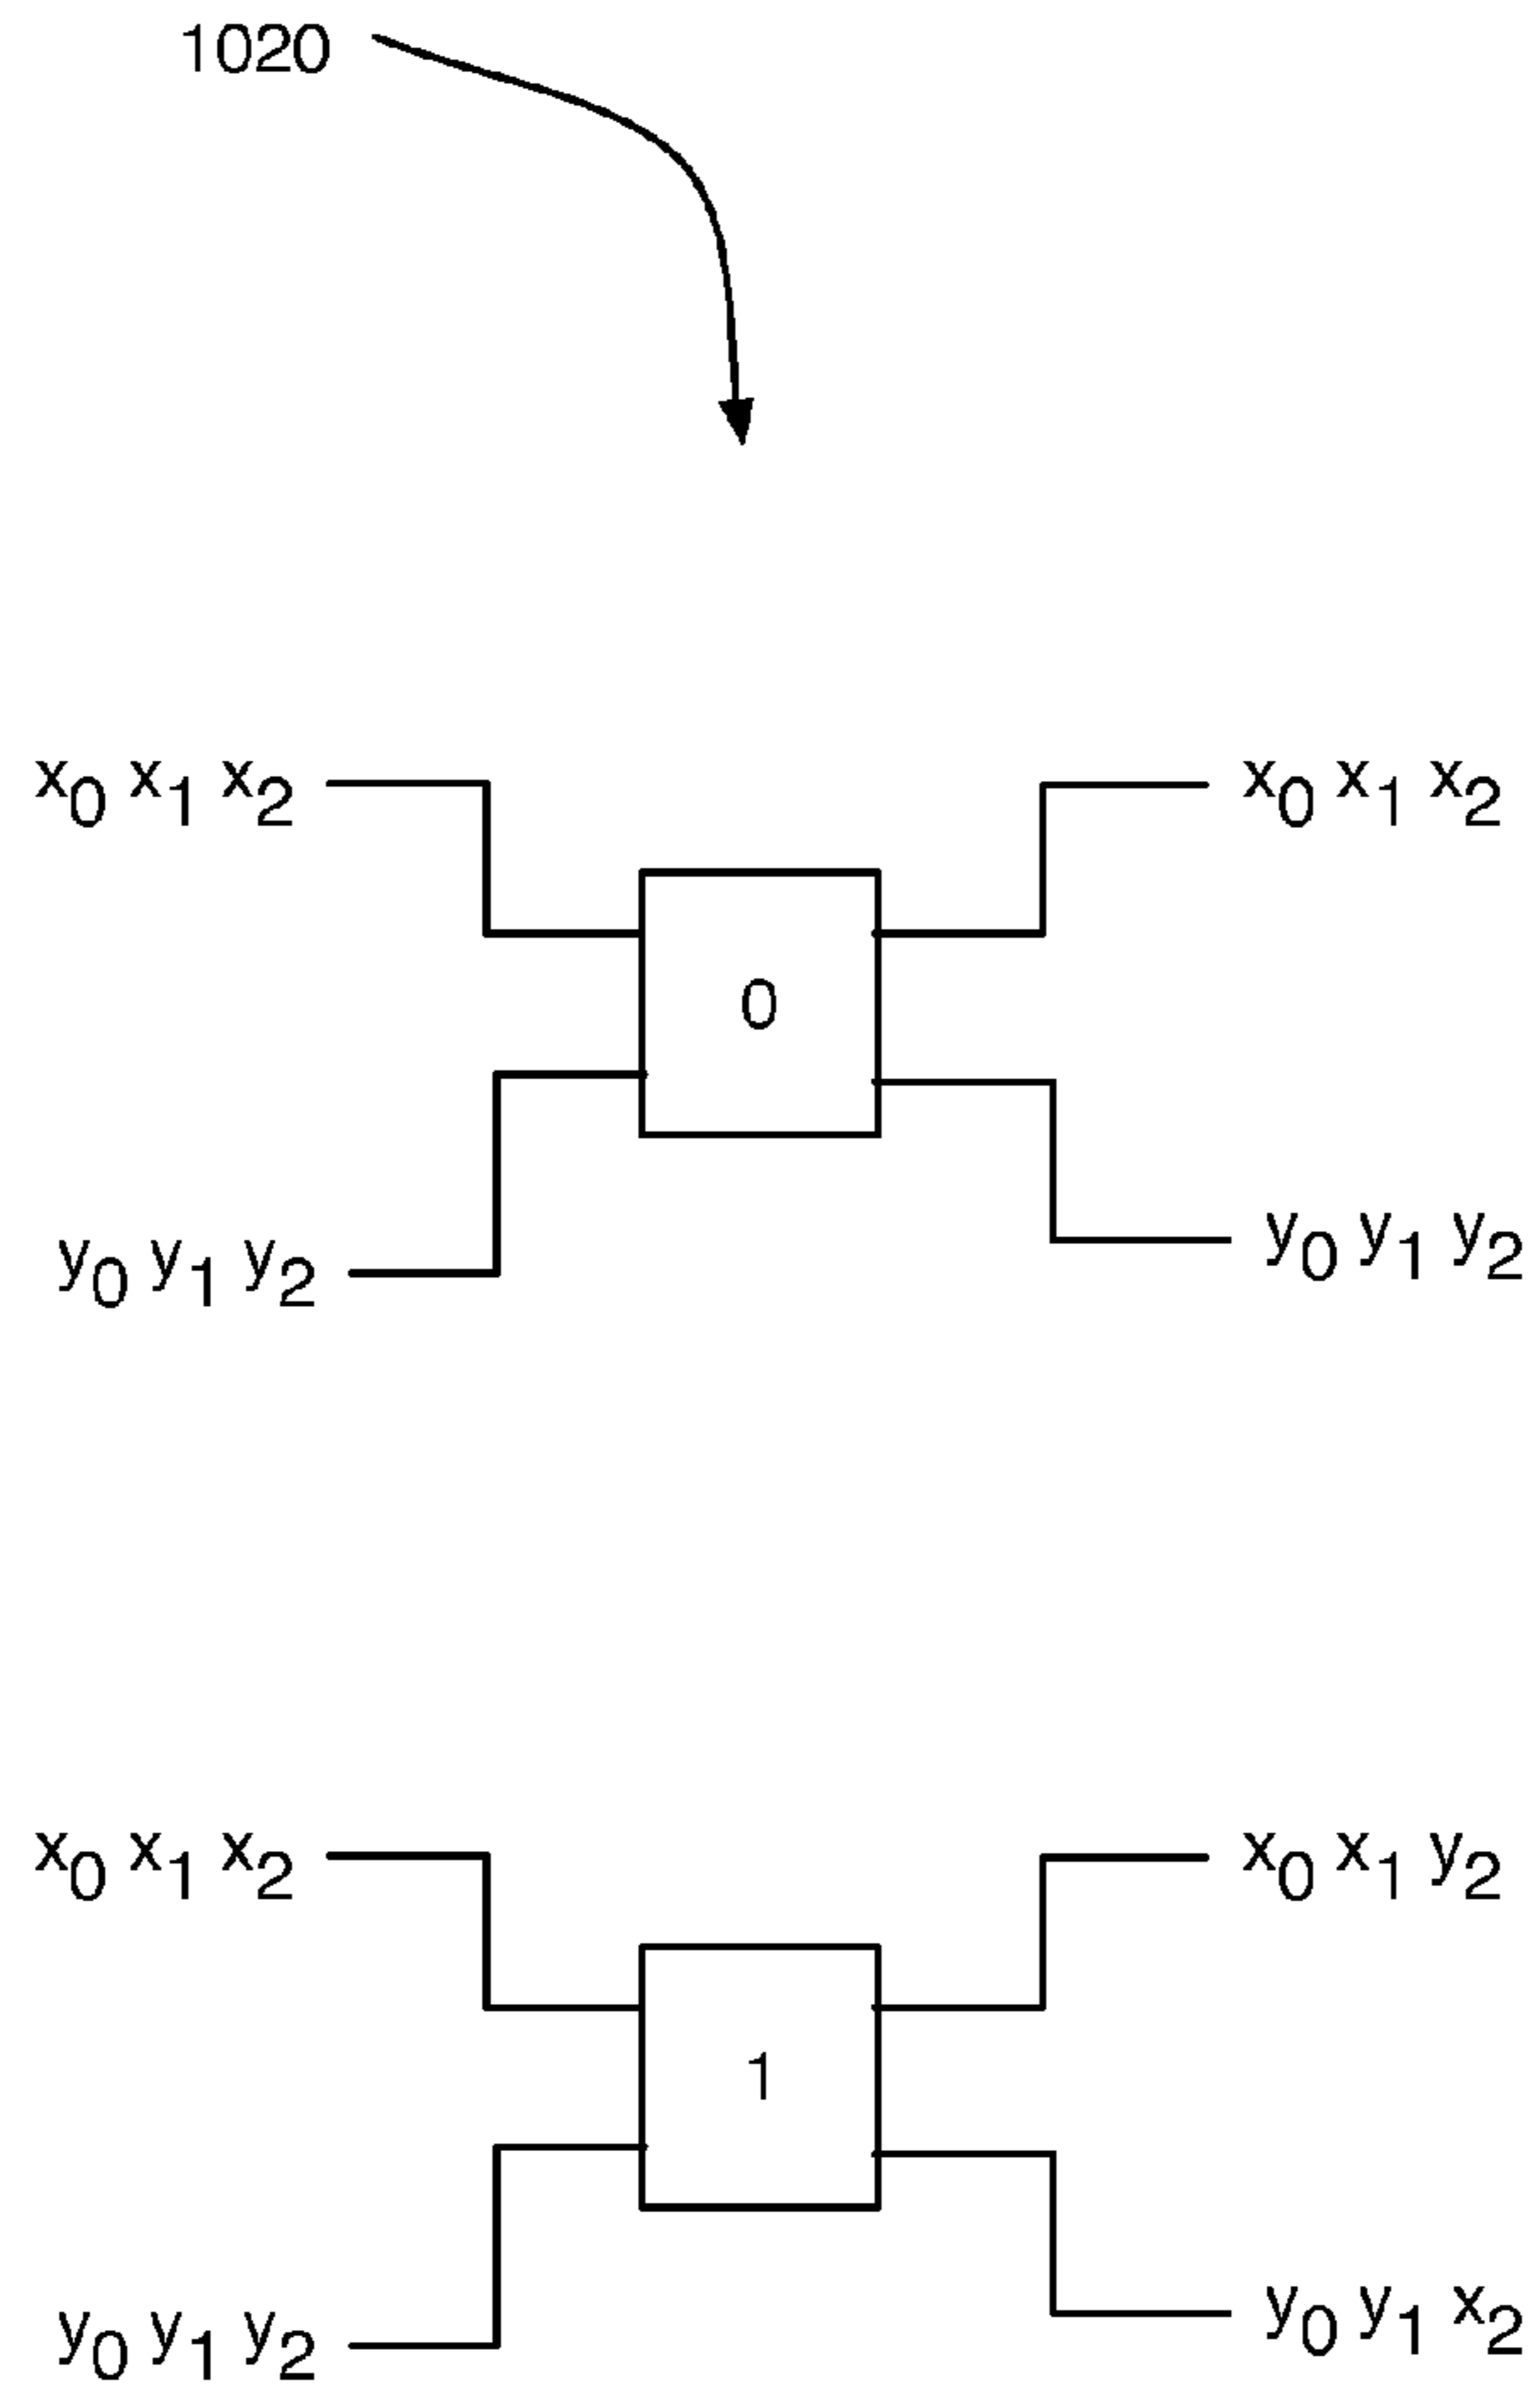 1020
x₀ x₁ x₂ x₀ x₁ x₂
0
y₀ y₁ y₂ y₀ y₁ y₂
x₀ x₁ x₂ x₀ x₁ y₂
1
y₀ y₁ y₂ y₀ y₁ x₂